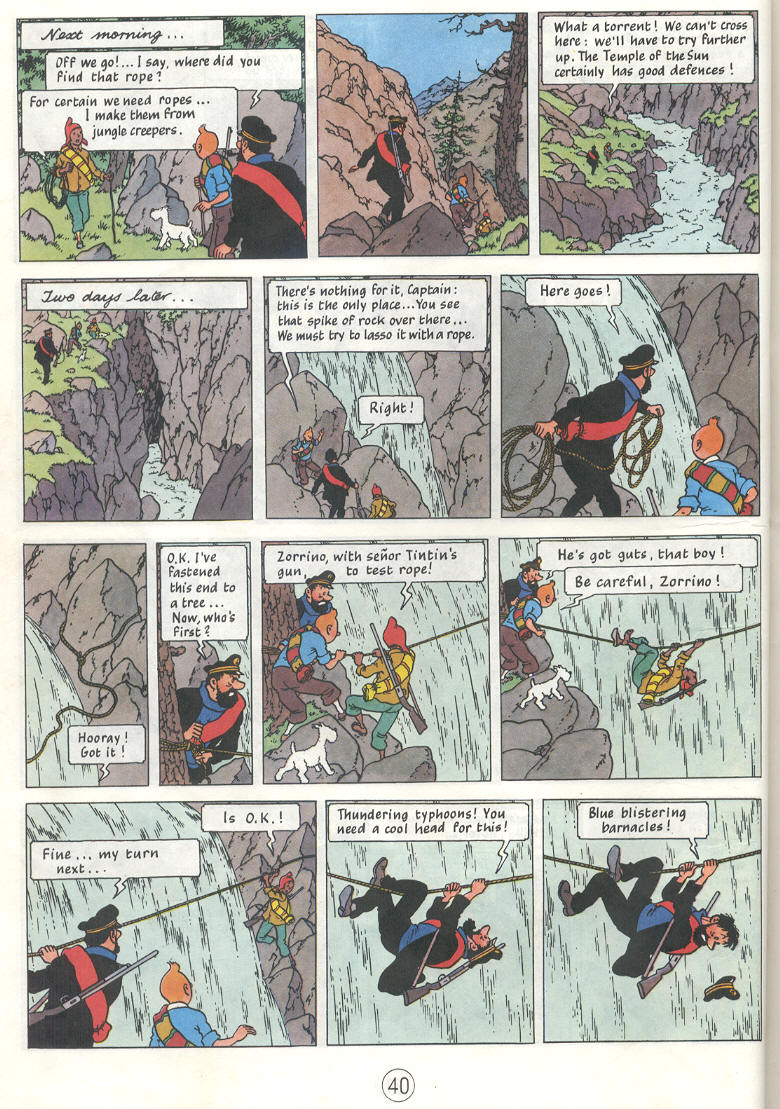 Next morning...
Off we go!... I say, where did you
find that rope?
For certain we need ropes...
I make them from
jungle creepers.
What a torrent! We can't cross
here: we'll have to try further
up. The Temple of the Sun
certainly has good defences!
Two days later...
There's nothing for it, Captain:
this is the only place... You see
that spike of rock over there...
We must try to lasso it with a rope.
Right!
Here goes!
Hooray!
Got it!
O.K. I've
fastened
this end to
a tree...
Now, who's
first?
Zorrino, with señor Tintin's
gun, to test rope!
He's got guts, that boy!
Be careful, Zorrino!
Is O.K.!
Fine... my turn
next...
Thundering typhoons! You
need a cool head for this!
Blue blistering
barnacles!
40